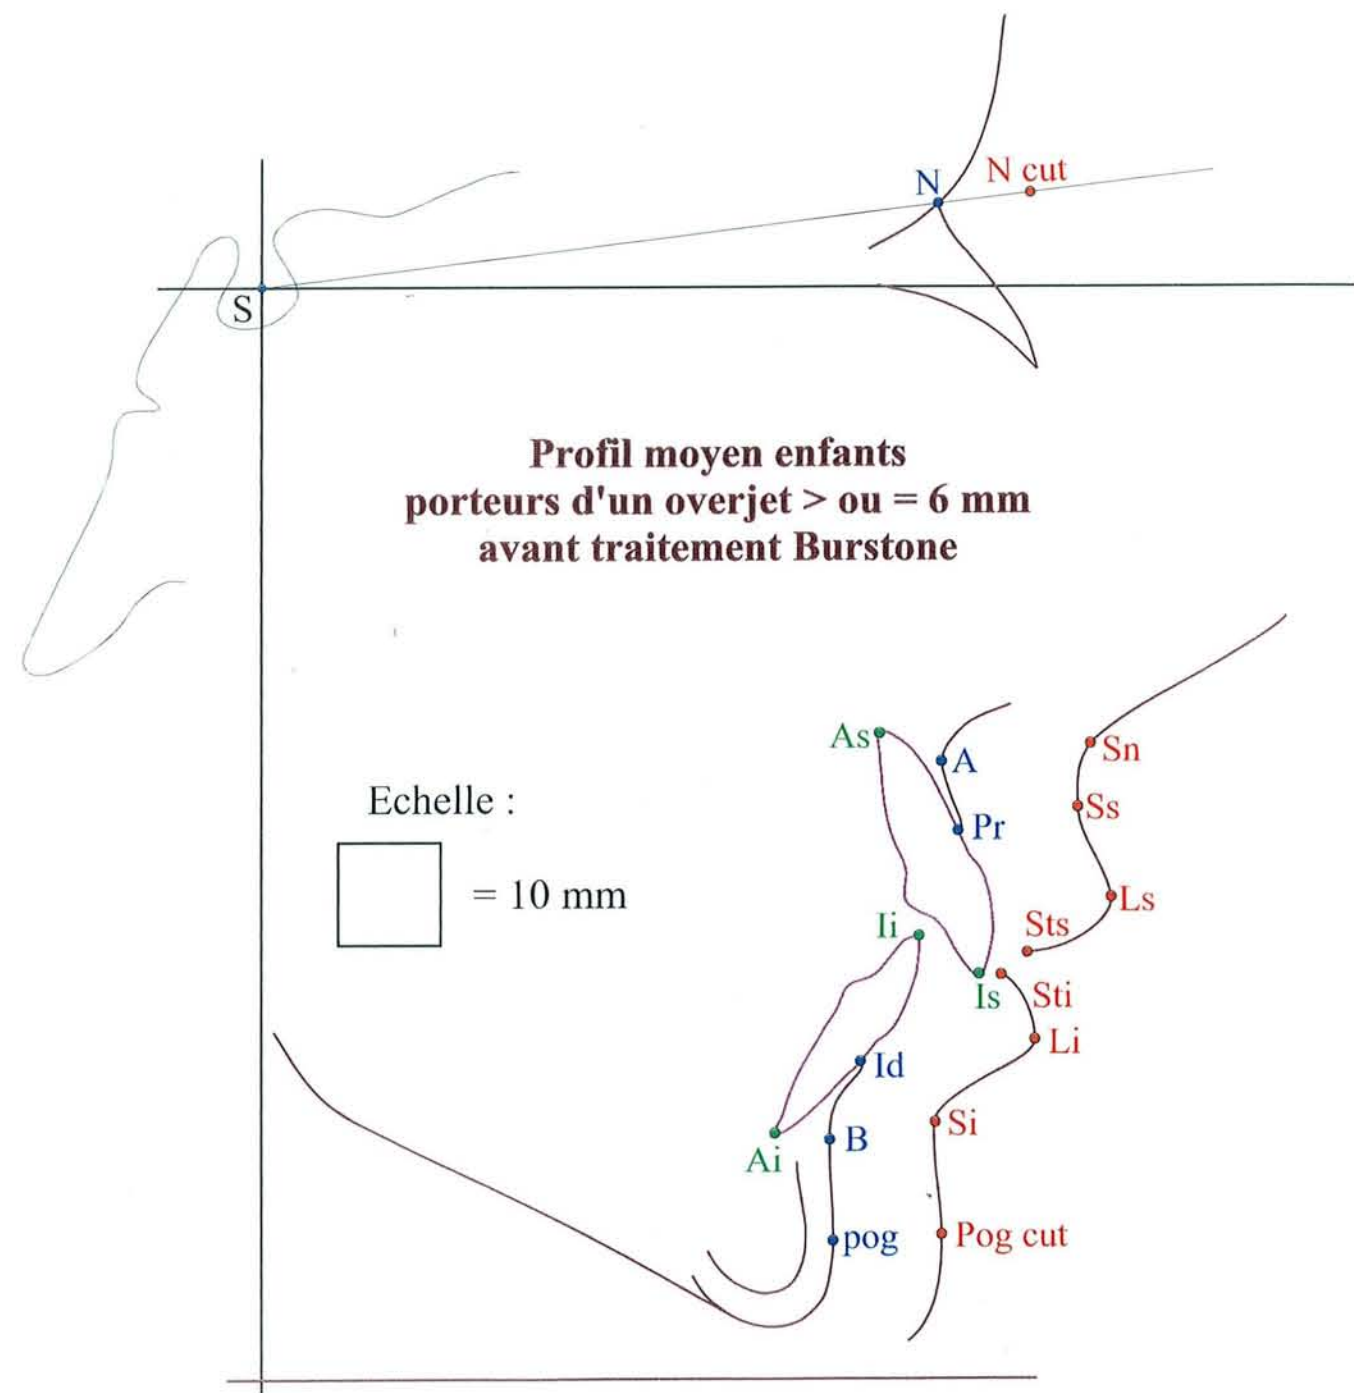 N
N cut
S
Profil moyen enfants
porteurs d'un overjet > ou = 6 mm
avant traitement Burstone
As
A
Sn
Echelle :
Ss
Pr
= 10 mm
Ls
Ii
Sts
Is
Sti
Li
Id
Si
B
Ai
pog
Pog cut